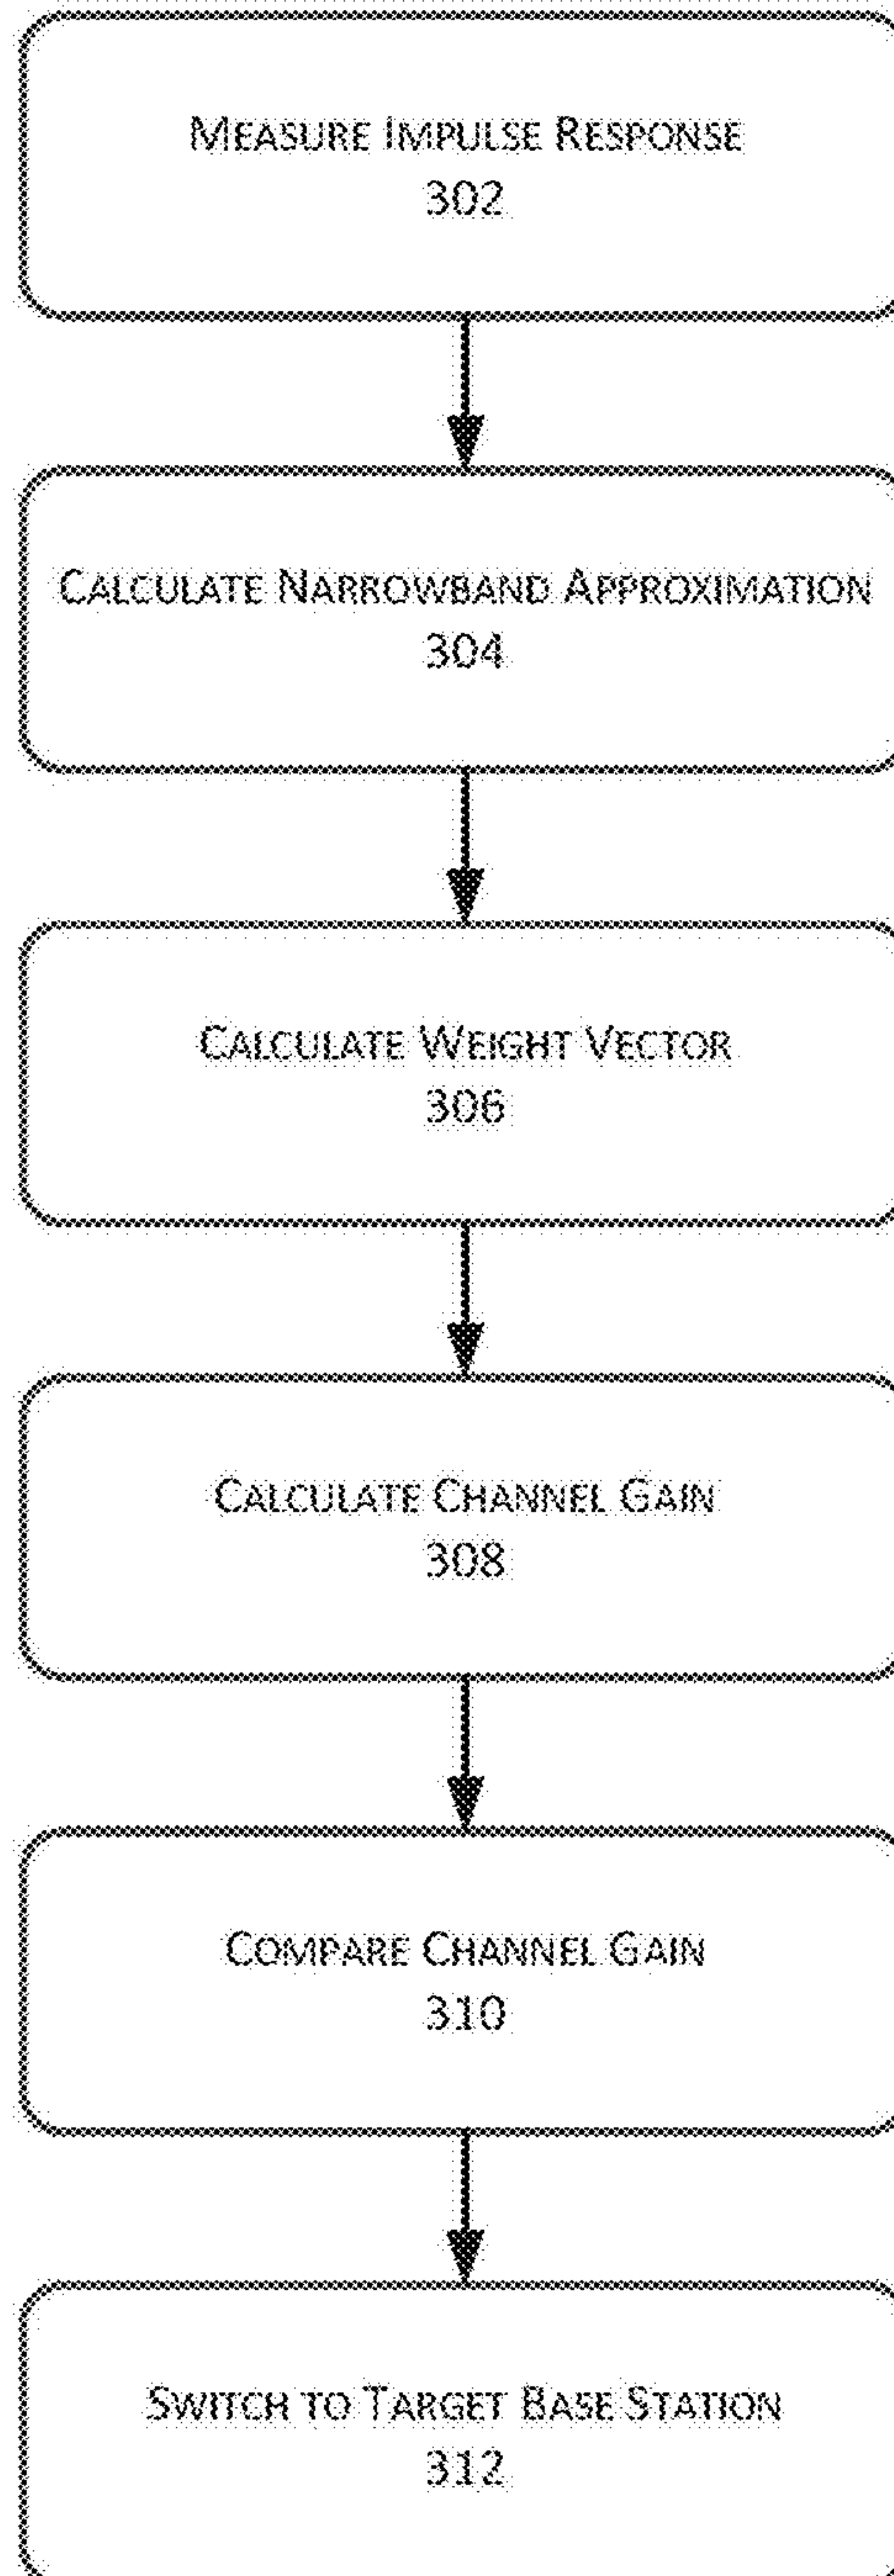 MEASURE IMPULSE RESPONSE
302
CALCULATE NARROWBAND APPROXIMATION
304
CALCULATE WEIGHT VECTOR
306
CALCULATE CHANNEL GAIN
308
COMPARE CHANNEL GAIN
310
SWITCH TO TARGET BASE STATION
312